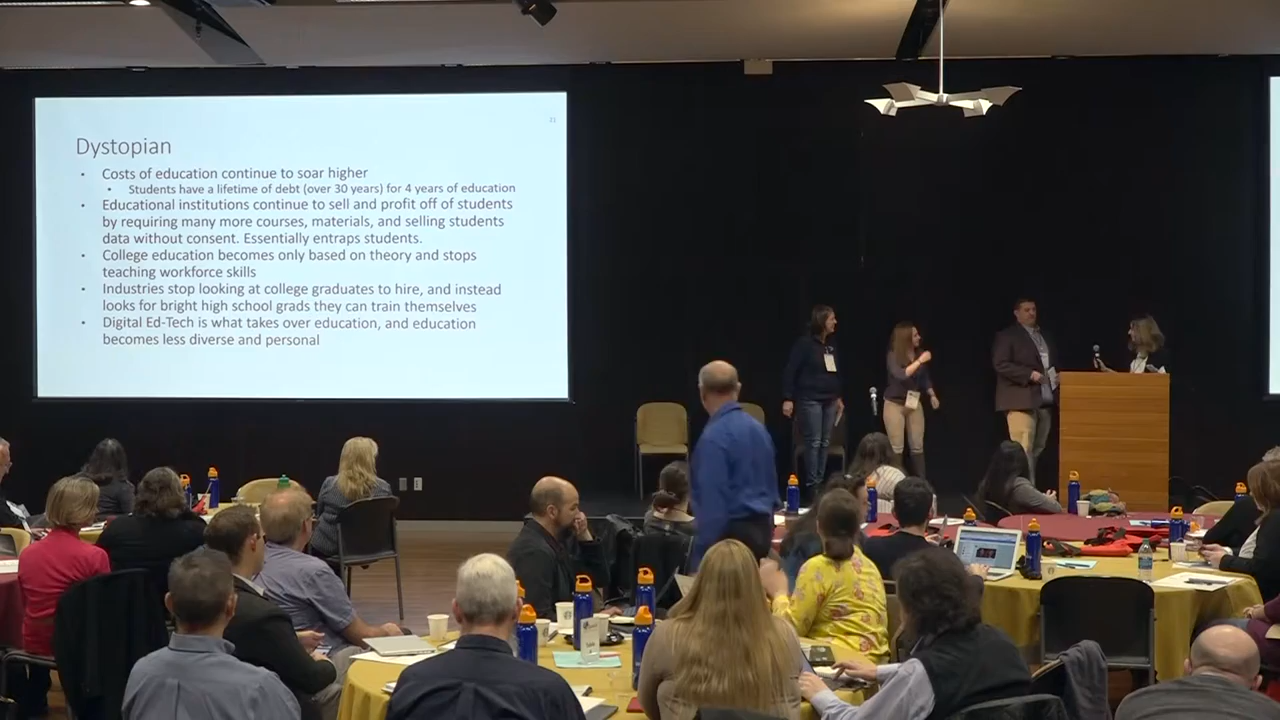 21
Dystopian
• Costs of education continue to soar higher
• Students have a lifetime of debt (over 30 years) for 4 years of education
• Educational institutions continue to sell and profit off of students
by requiring many more courses, materials, and selling students
data without consent. Essentially entraps students.
• College education becomes only based on theory and stops
teaching workforce skills
• Industries stop looking at college graduates to hire, and instead
looks for bright high school grads they can train themselves
• Digital Ed-Tech is what takes over education, and education
becomes less diverse and personal